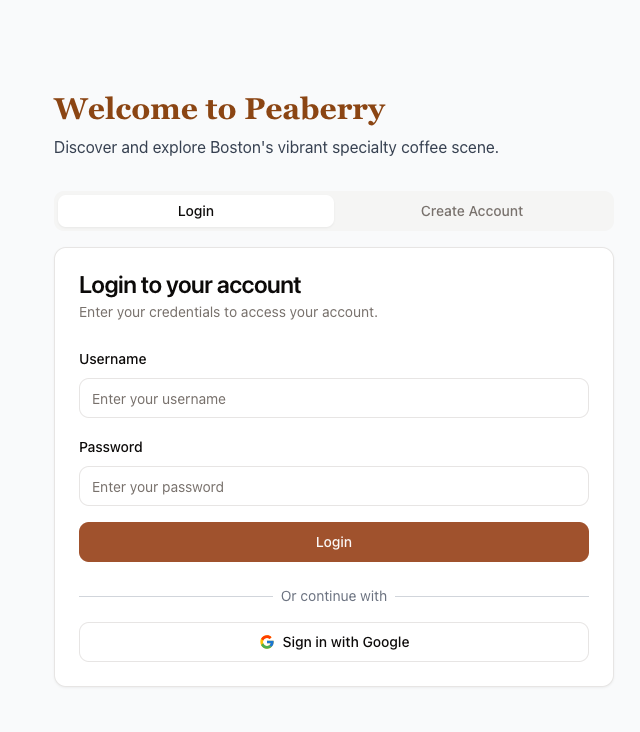 Welcome to Peaberry
Discover and explore Boston's vibrant specialty coffee scene.
Login
Create Account
Login to your account
Enter your credentials to access your account.
Username
Enter your username
Password
Enter your password
Login
Or continue with
Sign in with Google